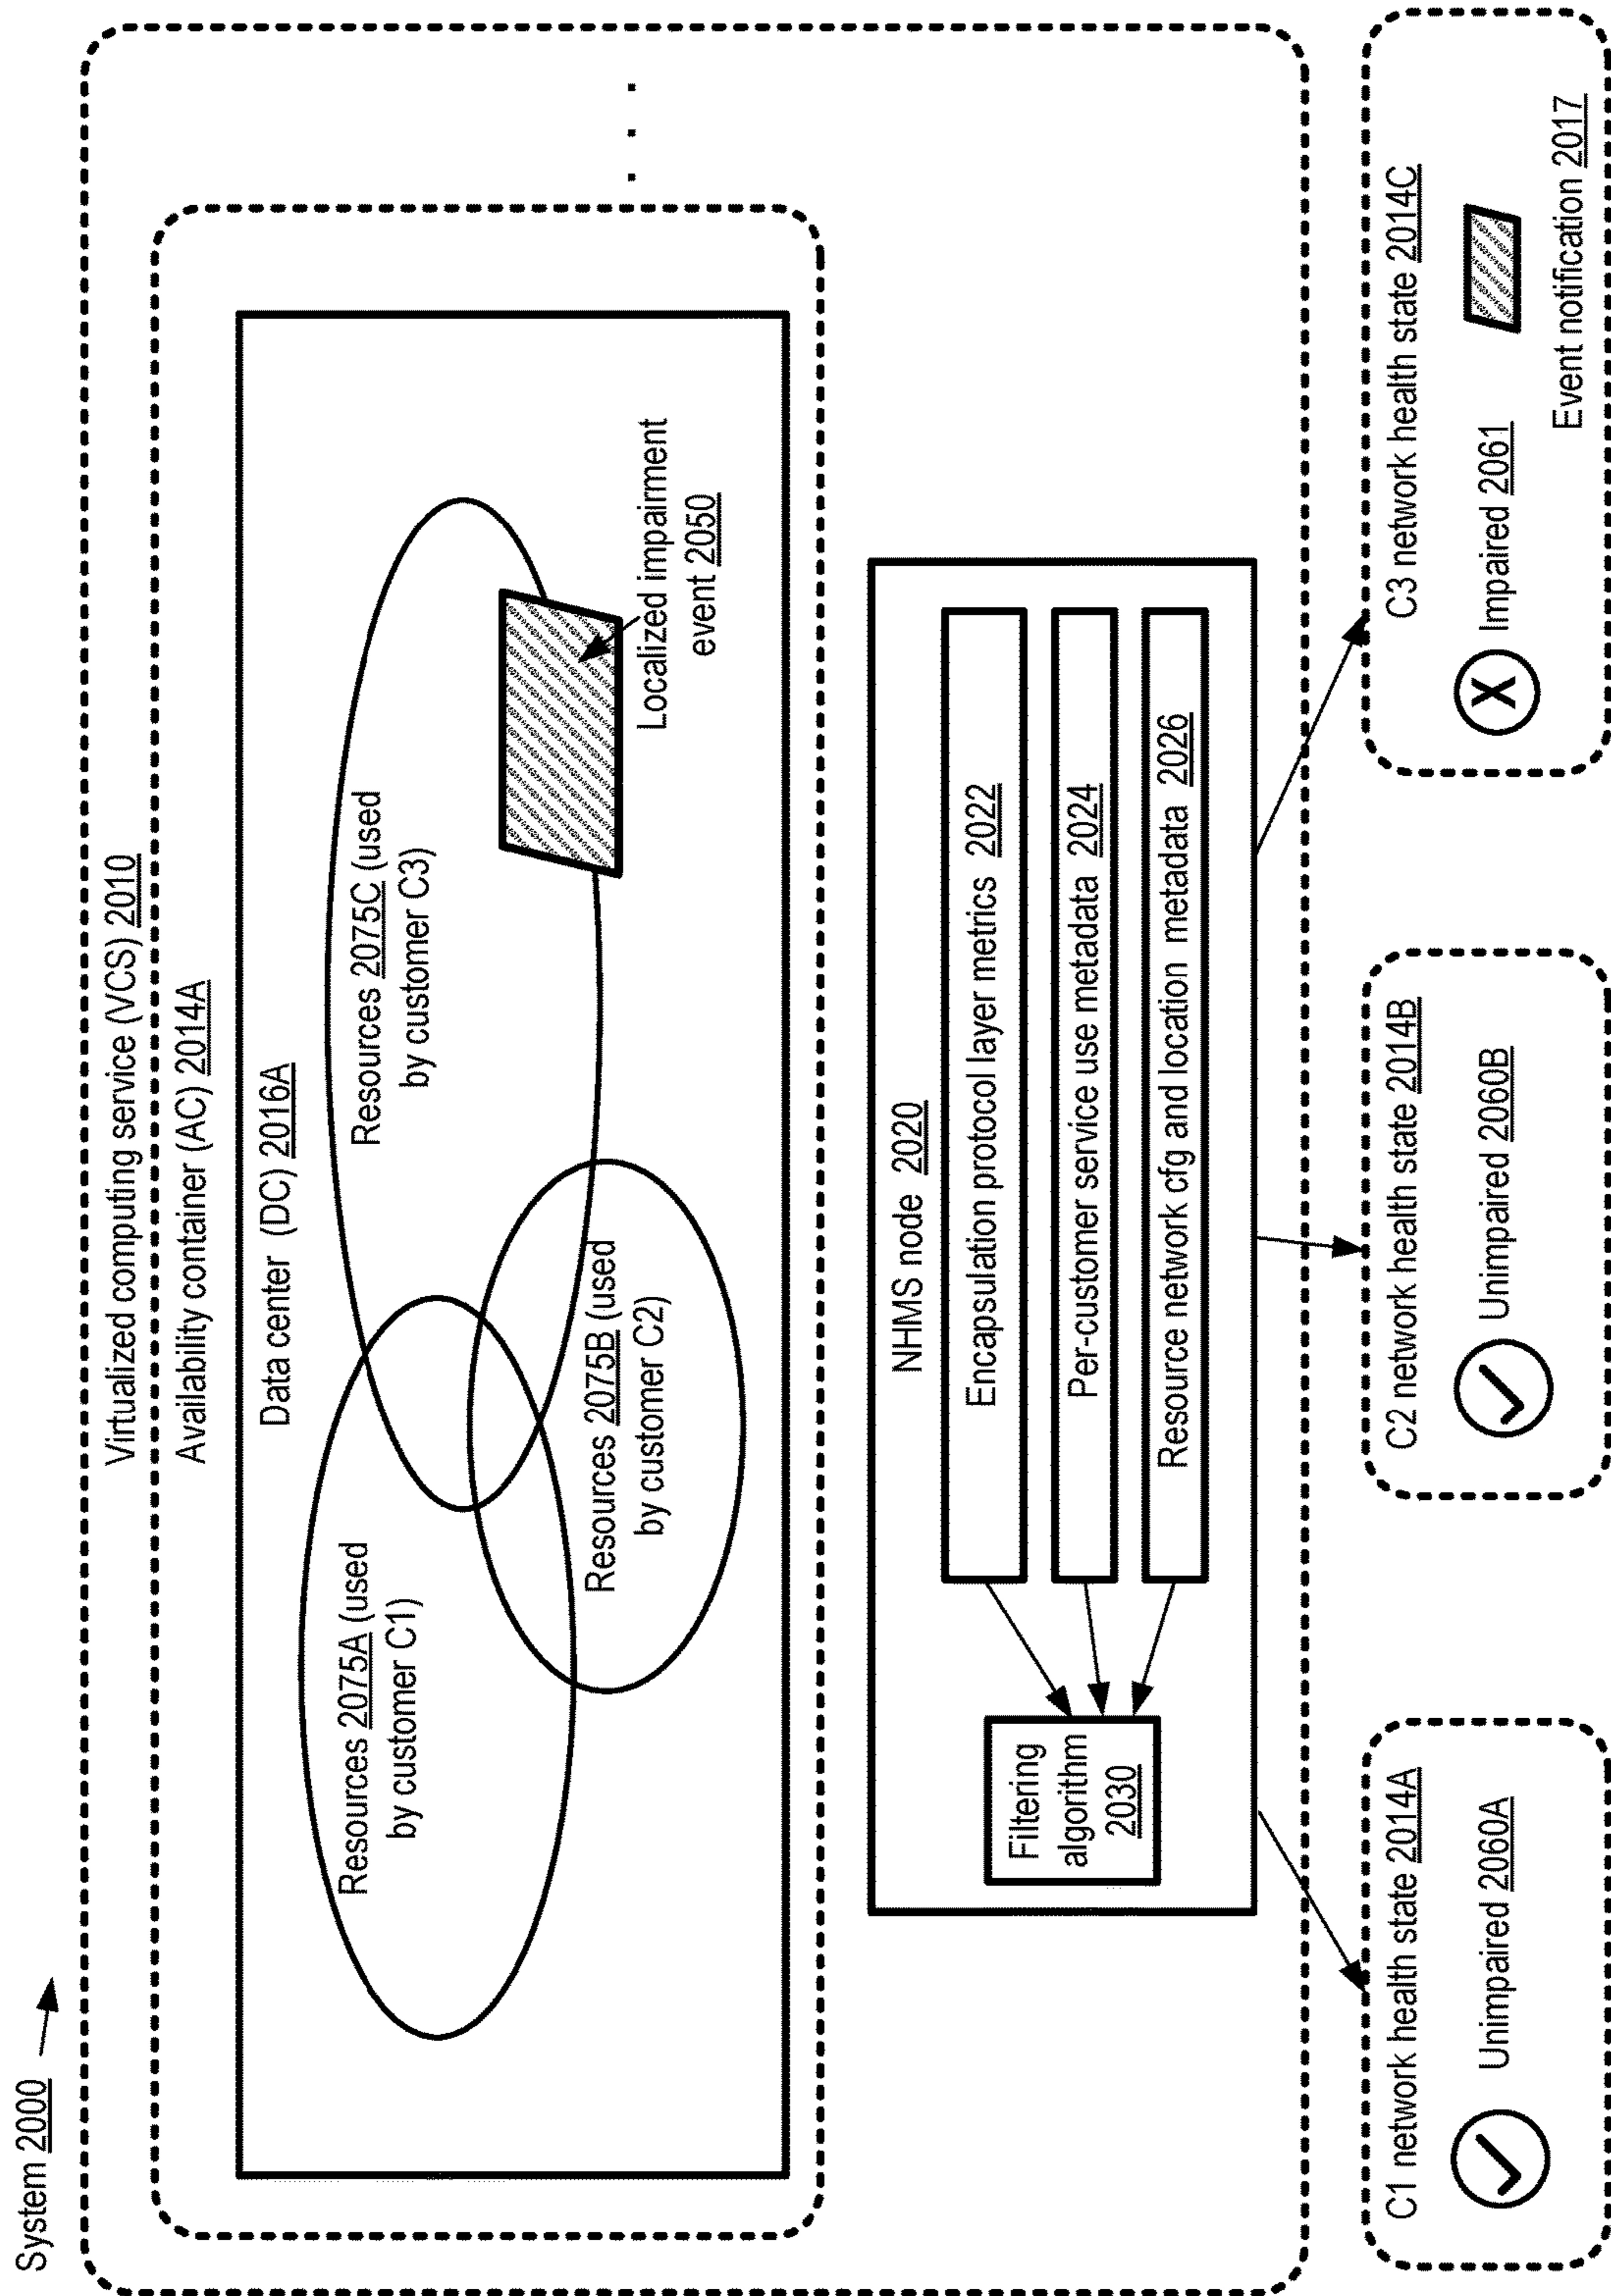 System 2000
Virtualized computing service (VCS) 2010
Availability container (AC) 2014A
Data center (DC) 2016A
Resources 2075A (used
by customer C1)
Resources 2075B (used
by customer C2)
Resources 2075C (used
by customer C3)
Localized impairment
event 2050
. . .
NHMS node 2020
Filtering
algorithm
2030
Encapsulation protocol layer metrics 2022
Per-customer service use metadata 2024
Resource network cfg and location metadata 2026
C1 network health state 2014A
Unimpaired 2060A
C2 network health state 2014B
Unimpaired 2060B
C3 network health state 2014C
X
Impaired 2061
Event notification 2017